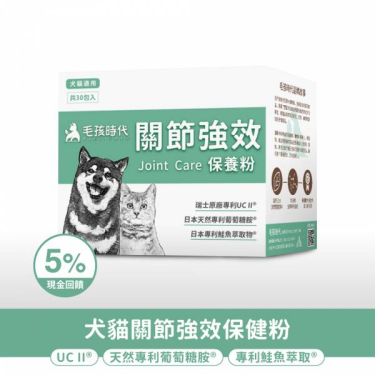 犬貓適用
共30包入
毛孩時代
關節強效
Joint Care 保養粉
瑞士原廠專利UC II®
日本天然專利葡萄糖胺®
日本專利鮭魚萃取物®
5%
現金回饋
犬貓關節強效保健粉
UC II® 天然專利葡萄糖胺® 專利鮭魚萃取®